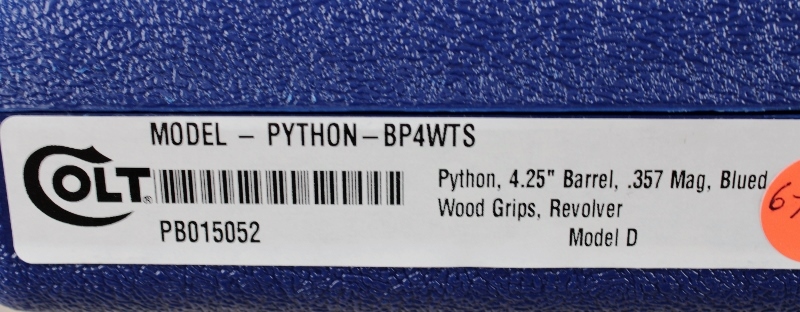 MODEL – PYTHON–BP4WTS
COLT®
PB015052
Python, 4.25" Barrel, .357 Mag, Blued
Wood Grips, Revolver
Model D